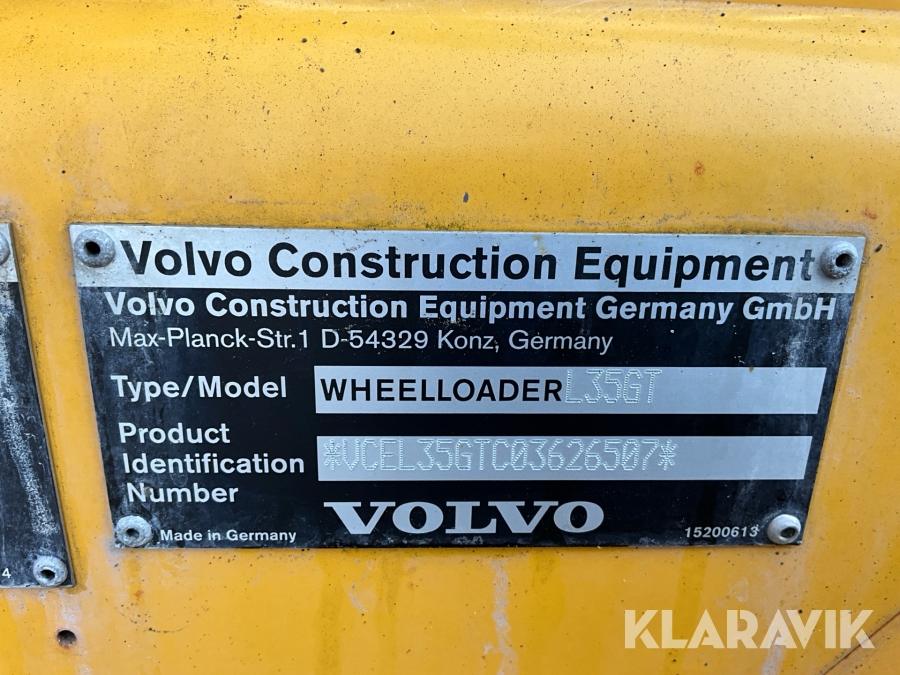 Volvo Construction Equipment
Volvo Construction Equipment Germany GmbH
Max-Planck-Str.1 D-54329 Konz, Germany
Type/Model WHEELLOADER L35GT
Product
Identification
Number
*VCEL35GTC03626507*
Made in Germany
VOLVO
15200613
4
KLARAVIK